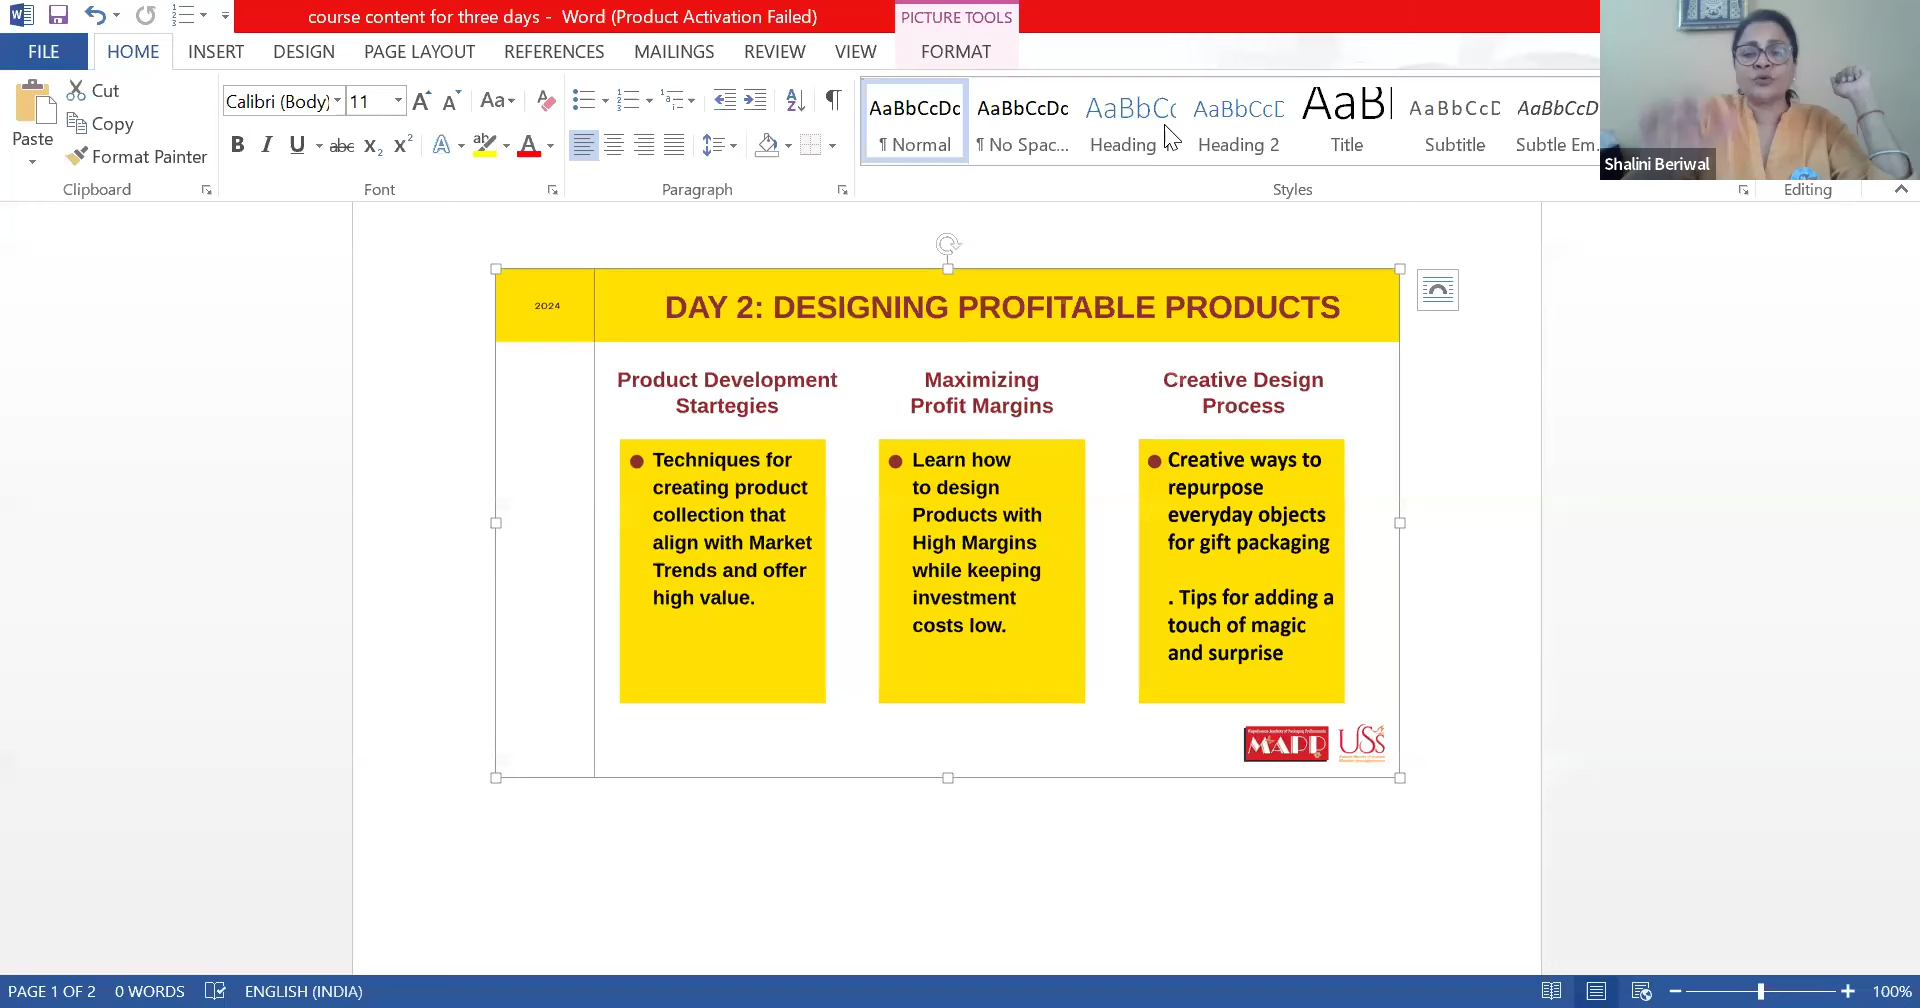 course content for three days - Word (Product Activation Failed)
PICTURE TOOLS
FILE
HOME
INSERT
DESIGN
PAGE LAYOUT
REFERENCES
MAILINGS
REVIEW
VIEW
FORMAT
Paste
Cut
Copy
Format Painter
Clipboard
Calibri (Body)
11
Font
Paragraph
AaBbCcDc
¶ Normal
AaBbCcDc
¶ No Spac...
AaBbCc
Heading
AaBbCcD
Heading 2
AaB
Title
AaBbCcD
Subtitle
AaBbCcD
Subtle Em...
Styles
Editing
Shalini Beriwal
2024
DAY 2: DESIGNING PROFITABLE PRODUCTS
Product Development
Startegies
Techniques for
creating product
collection that
align with Market
Trends and offer
high value.
Maximizing
Profit Margins
Learn how
to design
Products with
High Margins
while keeping
investment
costs low.
Creative Design
Process
Creative ways to
repurpose
everyday objects
for gift packaging
. Tips for adding a
touch of magic
and surprise
MAPP
USS
PAGE 1 OF 2
0 WORDS
ENGLISH (INDIA)
100%